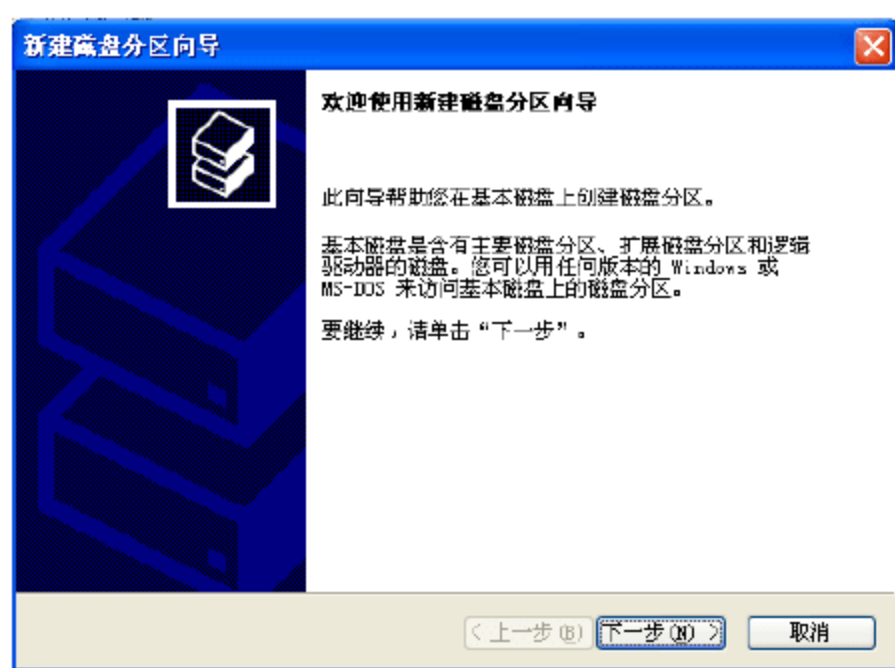 新建磁盘分区向导
欢迎使用新建磁盘分区向导
此向导帮助您在基本磁盘上创建磁盘分区。
基本磁盘是含有主要磁盘分区、扩展磁盘分区和逻辑
驱动器的磁盘。您可以用任何版本的 Windows 或
MS-DOS 来访问基本磁盘上的磁盘分区。
要继续，请单击“下一步”。
<上一步(B) 下一步(N)> 取消